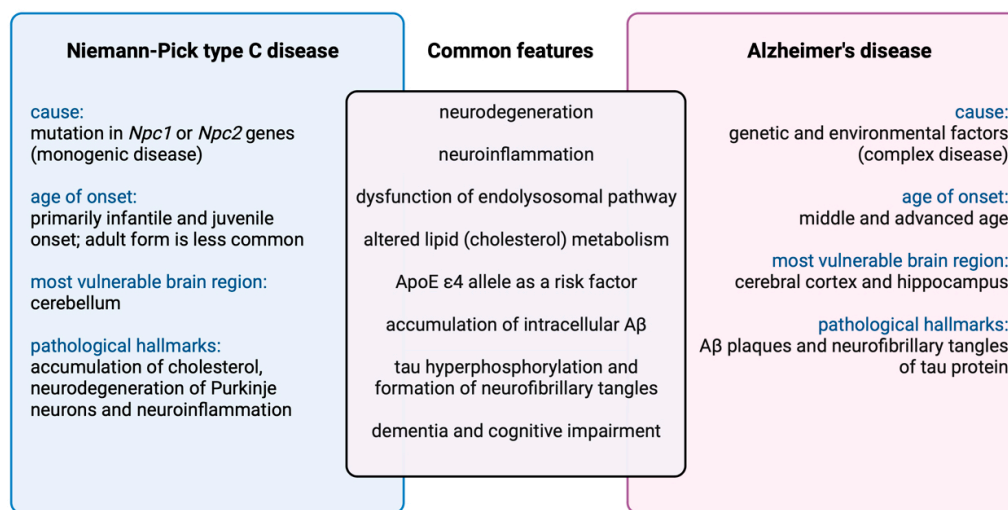 Niemann-Pick type C disease
cause:
mutation in Npc1 or Npc2 genes
(monogenic disease)
age of onset:
primarily infantile and juvenile
onset; adult form is less common
most vulnerable brain region:
cerebellum
pathological hallmarks:
accumulation of cholesterol,
neurodegeneration of Purkinje
neurons and neuroinflammation
Common features
neurodegeneration
neuroinflammation
dysfunction of endolysosomal pathway
altered lipid (cholesterol) metabolism
ApoE ε4 allele as a risk factor
accumulation of intracellular Aβ
tau hyperphosphorylation and
formation of neurofibrillary tangles
dementia and cognitive impairment
Alzheimer's disease
cause:
genetic and environmental factors
(complex disease)
age of onset:
middle and advanced age
most vulnerable brain region:
cerebral cortex and hippocampus
pathological hallmarks:
Aβ plaques and neurofibrillary tangles
of tau protein